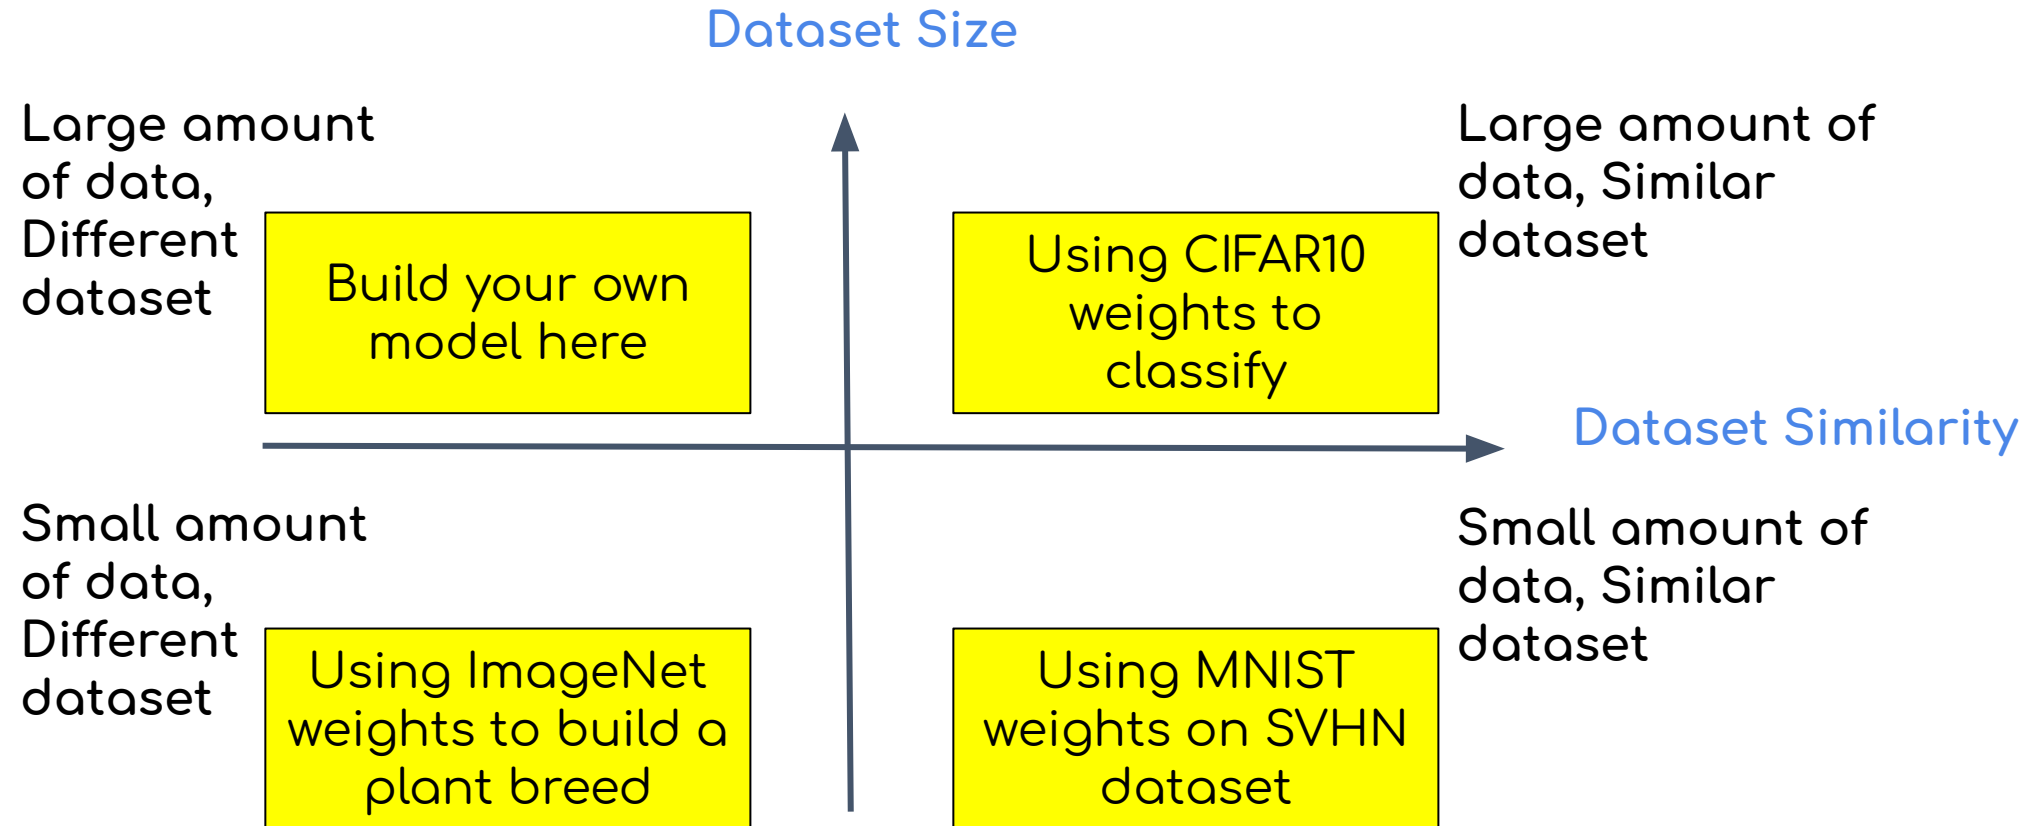 Dataset Size
Large amount
of data,
Different
dataset
Build your own
model here
Using CIFAR10
weights to
classify
Large amount of
data, Similar
dataset
Dataset Similarity
Small amount
of data,
Different
dataset
Using ImageNet
weights to build a
plant breed
Using MNIST
weights on SVHN
dataset
Small amount of
data, Similar
dataset